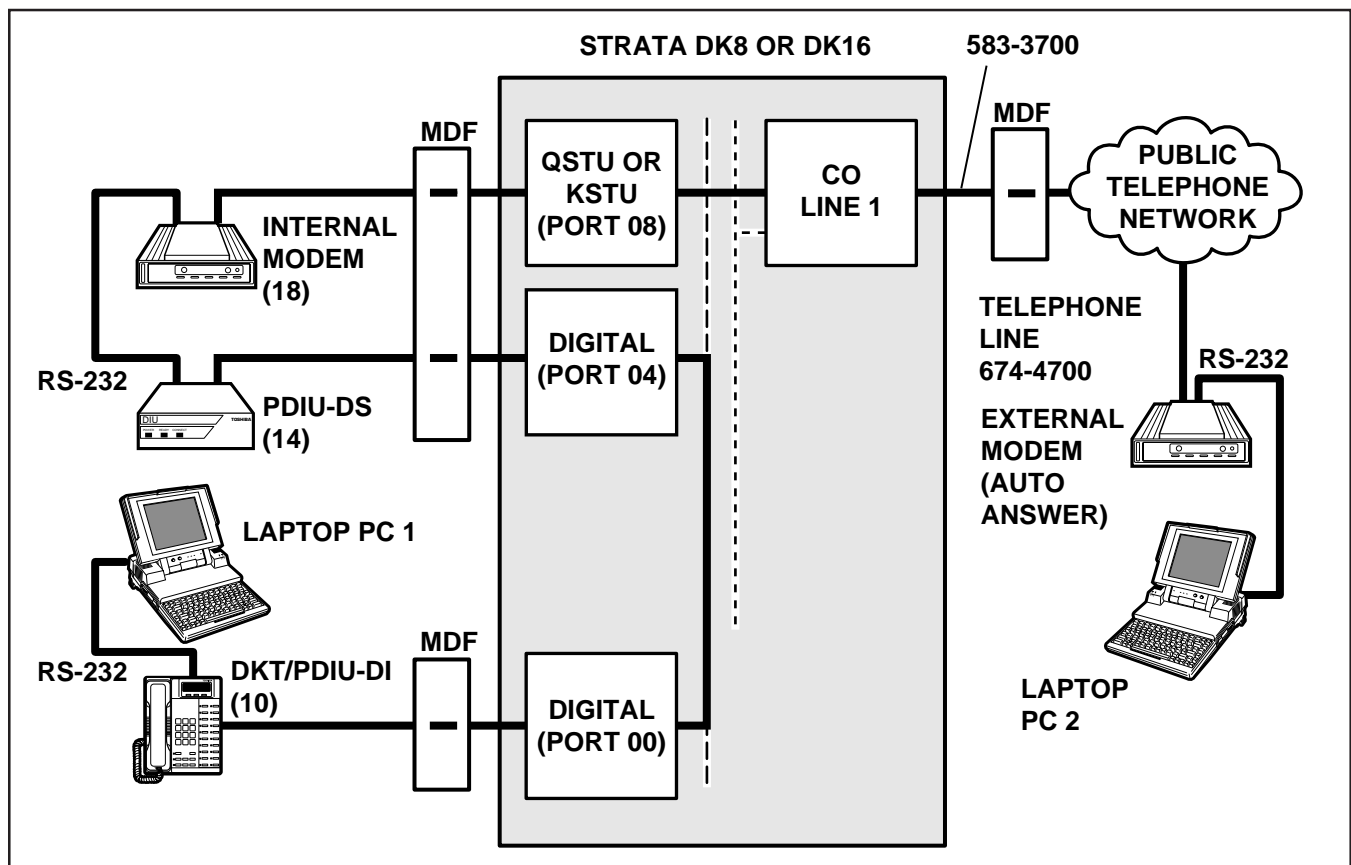 STRATA DK8 OR DK16
583-3700
MDF
MDF
QSTU OR
KSTU
(PORT 08)
CO
LINE 1
PUBLIC
TELEPHONE
NETWORK
INTERNAL
MODEM
(18)
DIGITAL
(PORT 04)
TELEPHONE
LINE
674-4700
RS-232
RS-232
PDIU-DS
(14)
DIU
TOSHIBA
EXTERNAL
MODEM
(AUTO
ANSWER)
LAPTOP PC 1
MDF
RS-232
DKT/PDIU-DI
(10)
DIGITAL
(PORT 00)
LAPTOP
PC 2